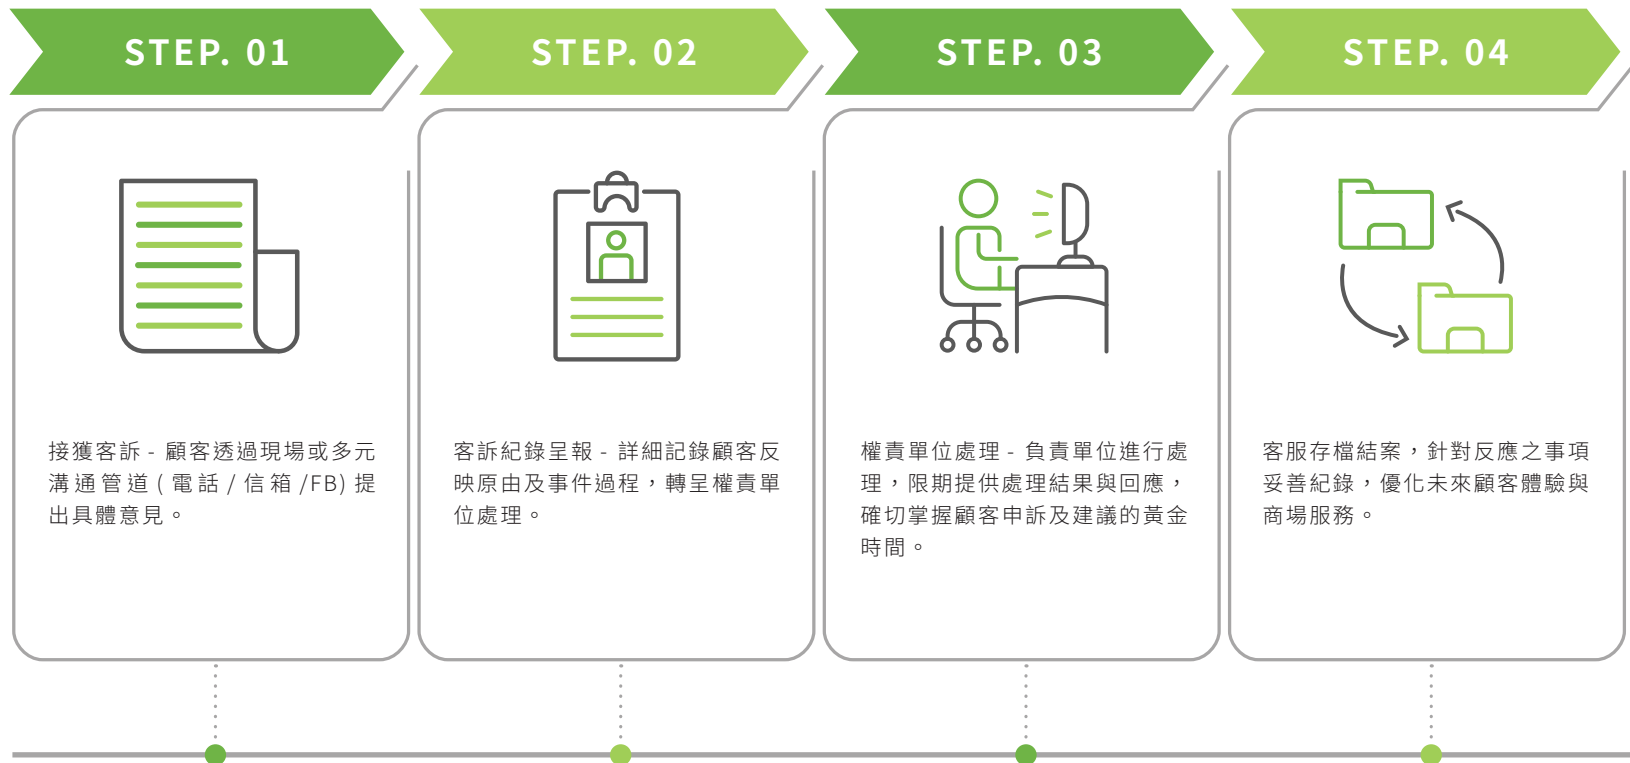 STEP. 01
接獲客訴 - 顧客透過現場或多元
溝通管道 ( 電話 / 信箱 /FB) 提
出具體意見。
STEP. 02
客訴紀錄呈報 - 詳細記錄顧客反
映原由及事件過程，轉呈權責單
位處理。
STEP. 03
權責單位處理 - 負責單位進行處
理，限期提供處理結果與回應，
確切掌握顧客申訴及建議的黃金
時間。
STEP. 04
客服存檔結案，針對反應之事項
妥善紀錄，優化未來顧客體驗與
商場服務。